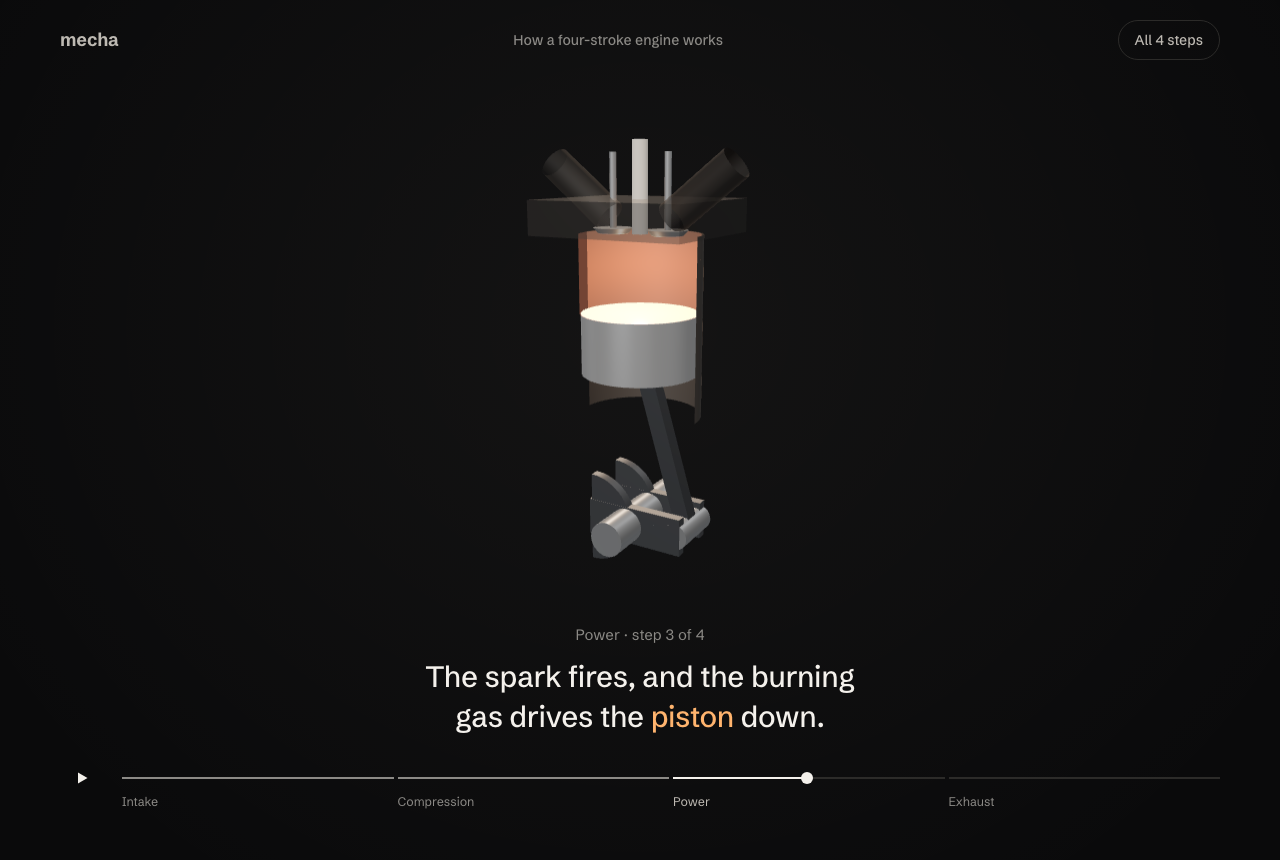 mecha
How a four-stroke engine works
All 4 steps
Power · step 3 of 4
The spark fires, and the burning
gas drives the piston down.
Intake
Compression
Power
Exhaust